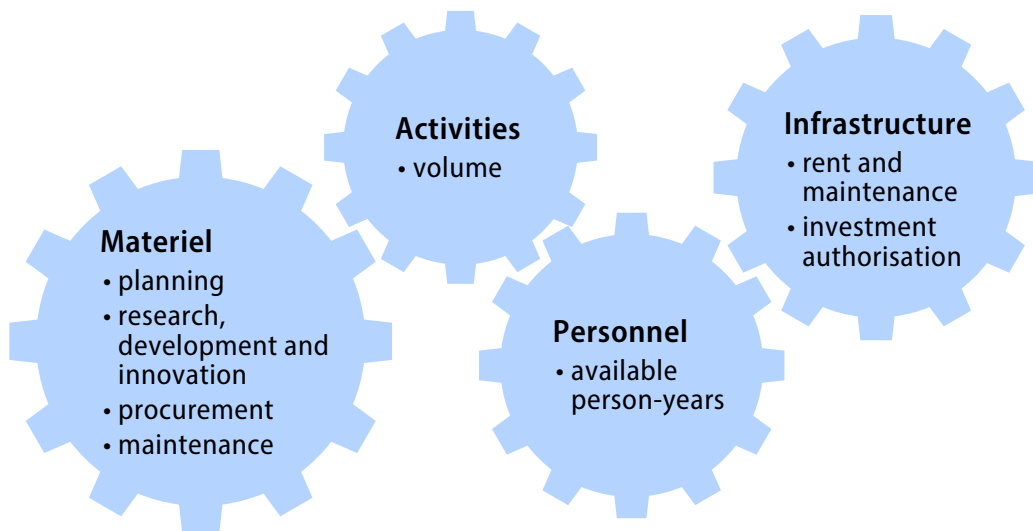 Materiel
• planning
• research,
development and
innovation
• procurement
• maintenance
Activities
• volume
Personnel
• available
person-years
Infrastructure
• rent and
maintenance
• investment
authorisation